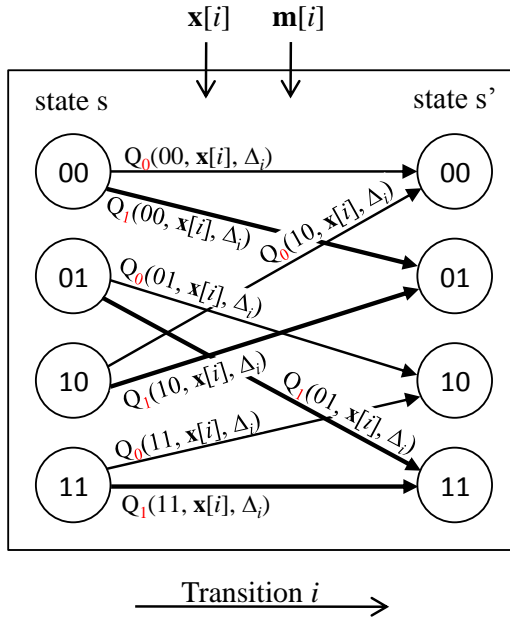 x[i] m[i]
state s state s’
00 Q₀(00, x[i], Δᵢ) 00
Q₁(00, x[i], Δᵢ)
Q₀(10, x[i], Δᵢ)
01 Q₀(01, x[i], Δᵢ) 01
10 Q₁(10, x[i], Δᵢ) 10
Q₁(01, x[i], Δᵢ)
Q₀(11, x[i], Δᵢ)
11 Q₁(11, x[i], Δᵢ) 11
Transition i